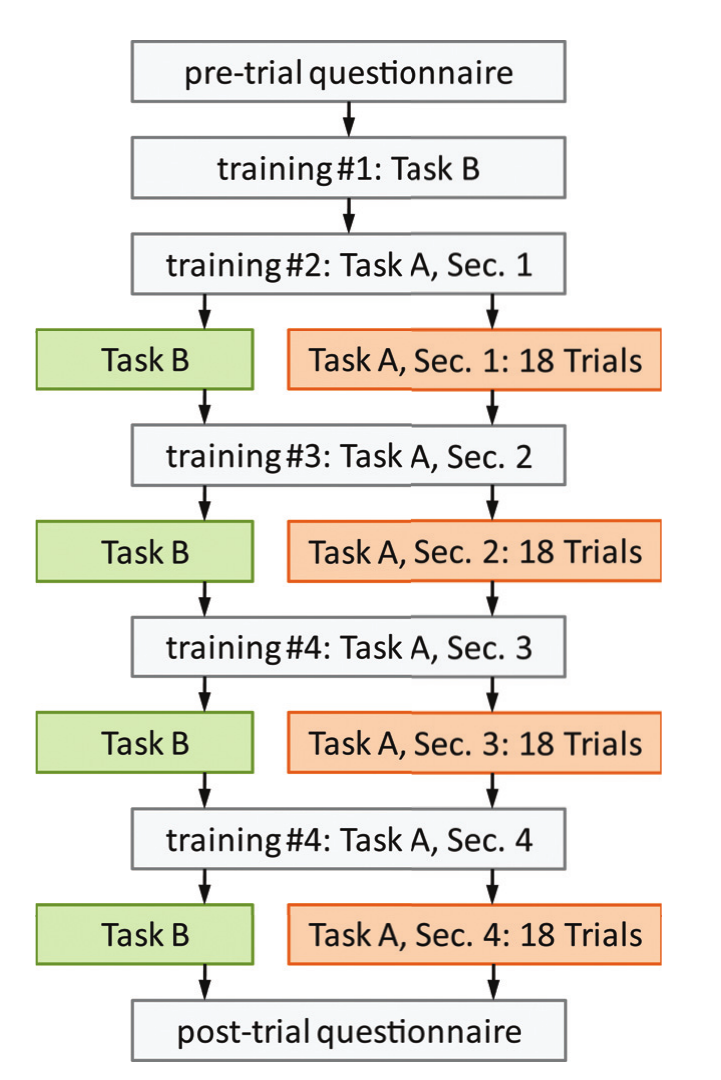 pre-trial questionnaire
training #1: Task B
training #2: Task A, Sec. 1
Task B
Task A, Sec. 1: 18 Trials
training #3: Task A, Sec. 2
Task B
Task A, Sec. 2: 18 Trials
training #4: Task A, Sec. 3
Task B
Task A, Sec. 3: 18 Trials
training #4: Task A, Sec. 4
Task B
Task A, Sec. 4: 18 Trials
post-trial questionnaire